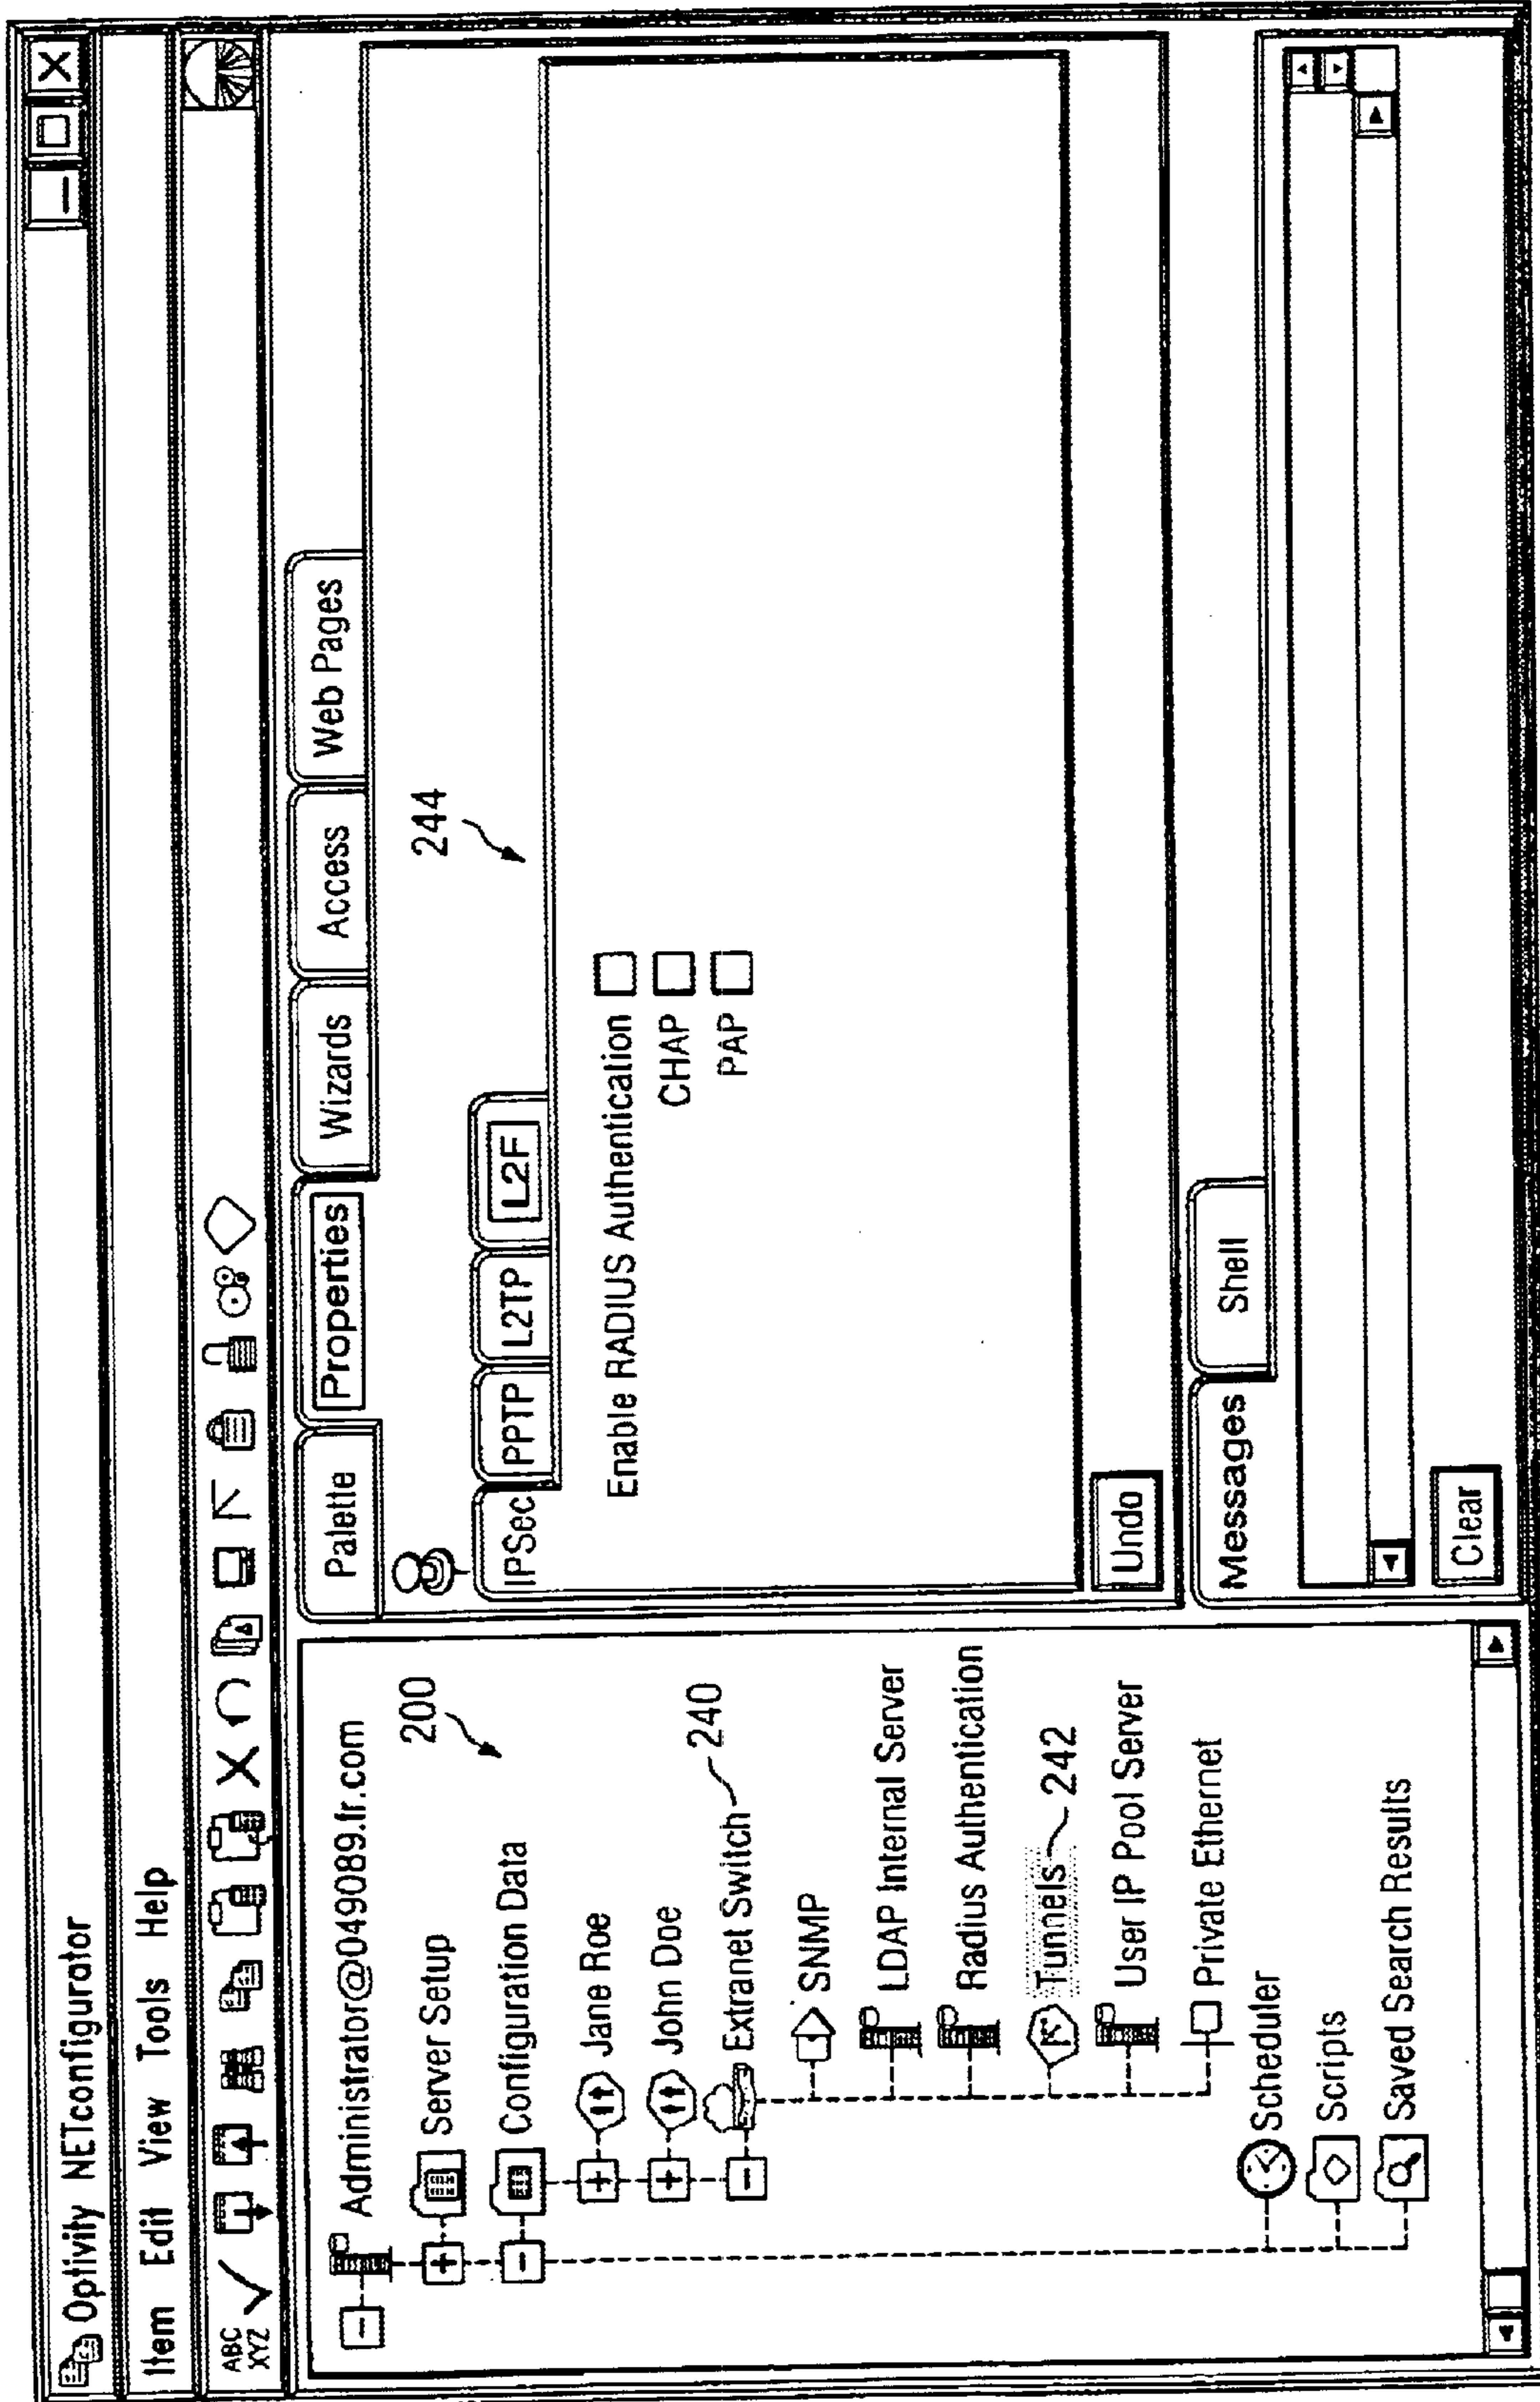 Optivity NETconfigurator
Item Edit View Tools Help
ABC
XYZ
Administrator@049089.fr.com
200
Server Setup
Configuration Data
Jane Roe
John Doe
Extranet Switch 240
SNMP
LDAP Internal Server
Radius Authentication
Tunnels 242
User IP Pool Server
Private Ethernet
Scheduler
Scripts
Saved Search Results
Palette Properties Wizards Access Web Pages
244
IPSec PPTP L2TP L2F
Enable RADIUS Authentication
CHAP
PAP
Undo
Messages Shell
Clear